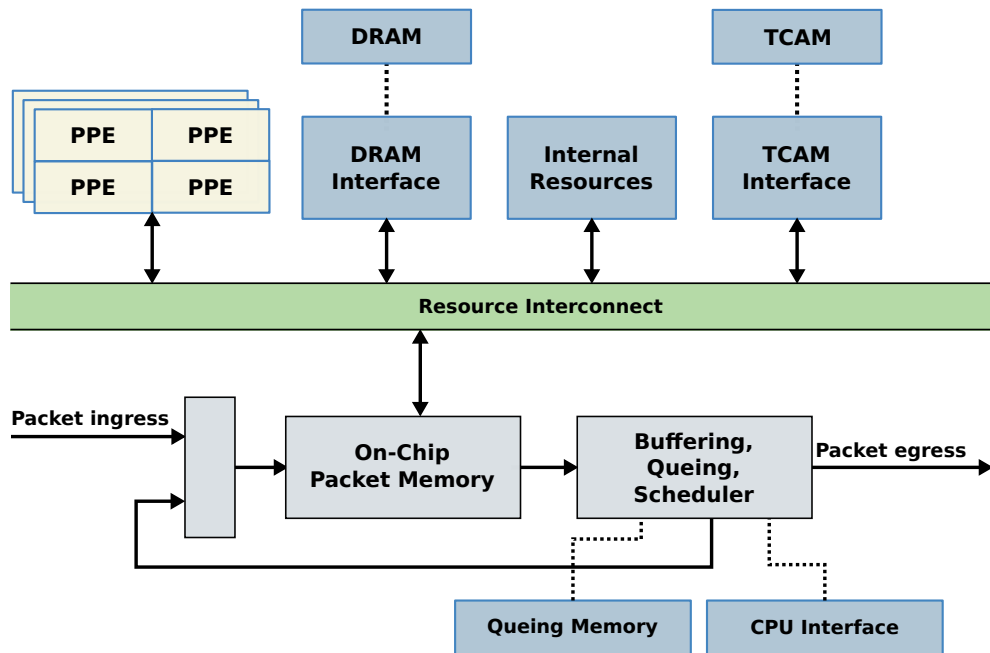 DRAM
TCAM
PPE PPE
PPE PPE
DRAM
Interface
Internal
Resources
TCAM
Interface
Resource Interconnect
Packet ingress
On-Chip
Packet Memory
Buffering,
Queing,
Scheduler
Packet egress
Queing Memory
CPU Interface